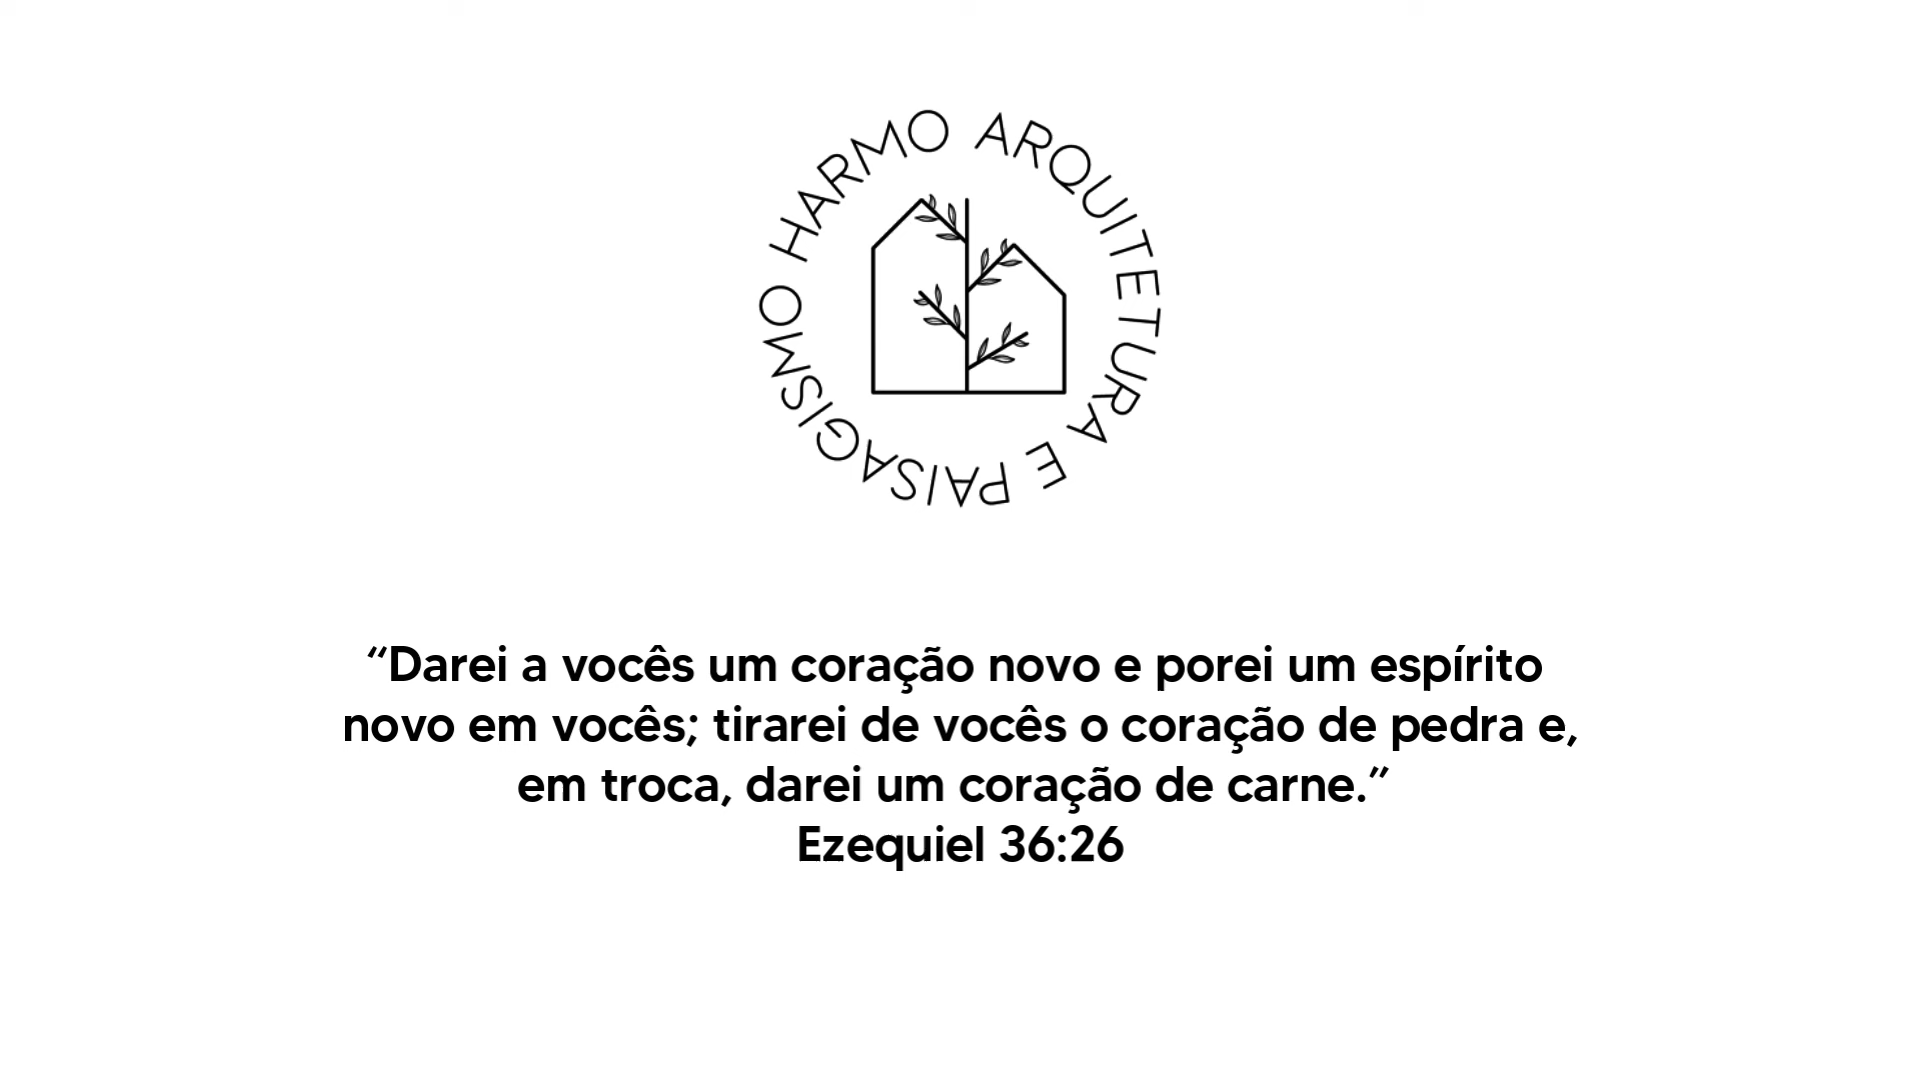 HARMO ARQUITETURA E PAISAGISMO
“Darei a vocês um coração novo e porei um espírito
novo em vocês; tirarei de vocês o coração de pedra e,
em troca, darei um coração de carne.”
Ezequiel 36:26